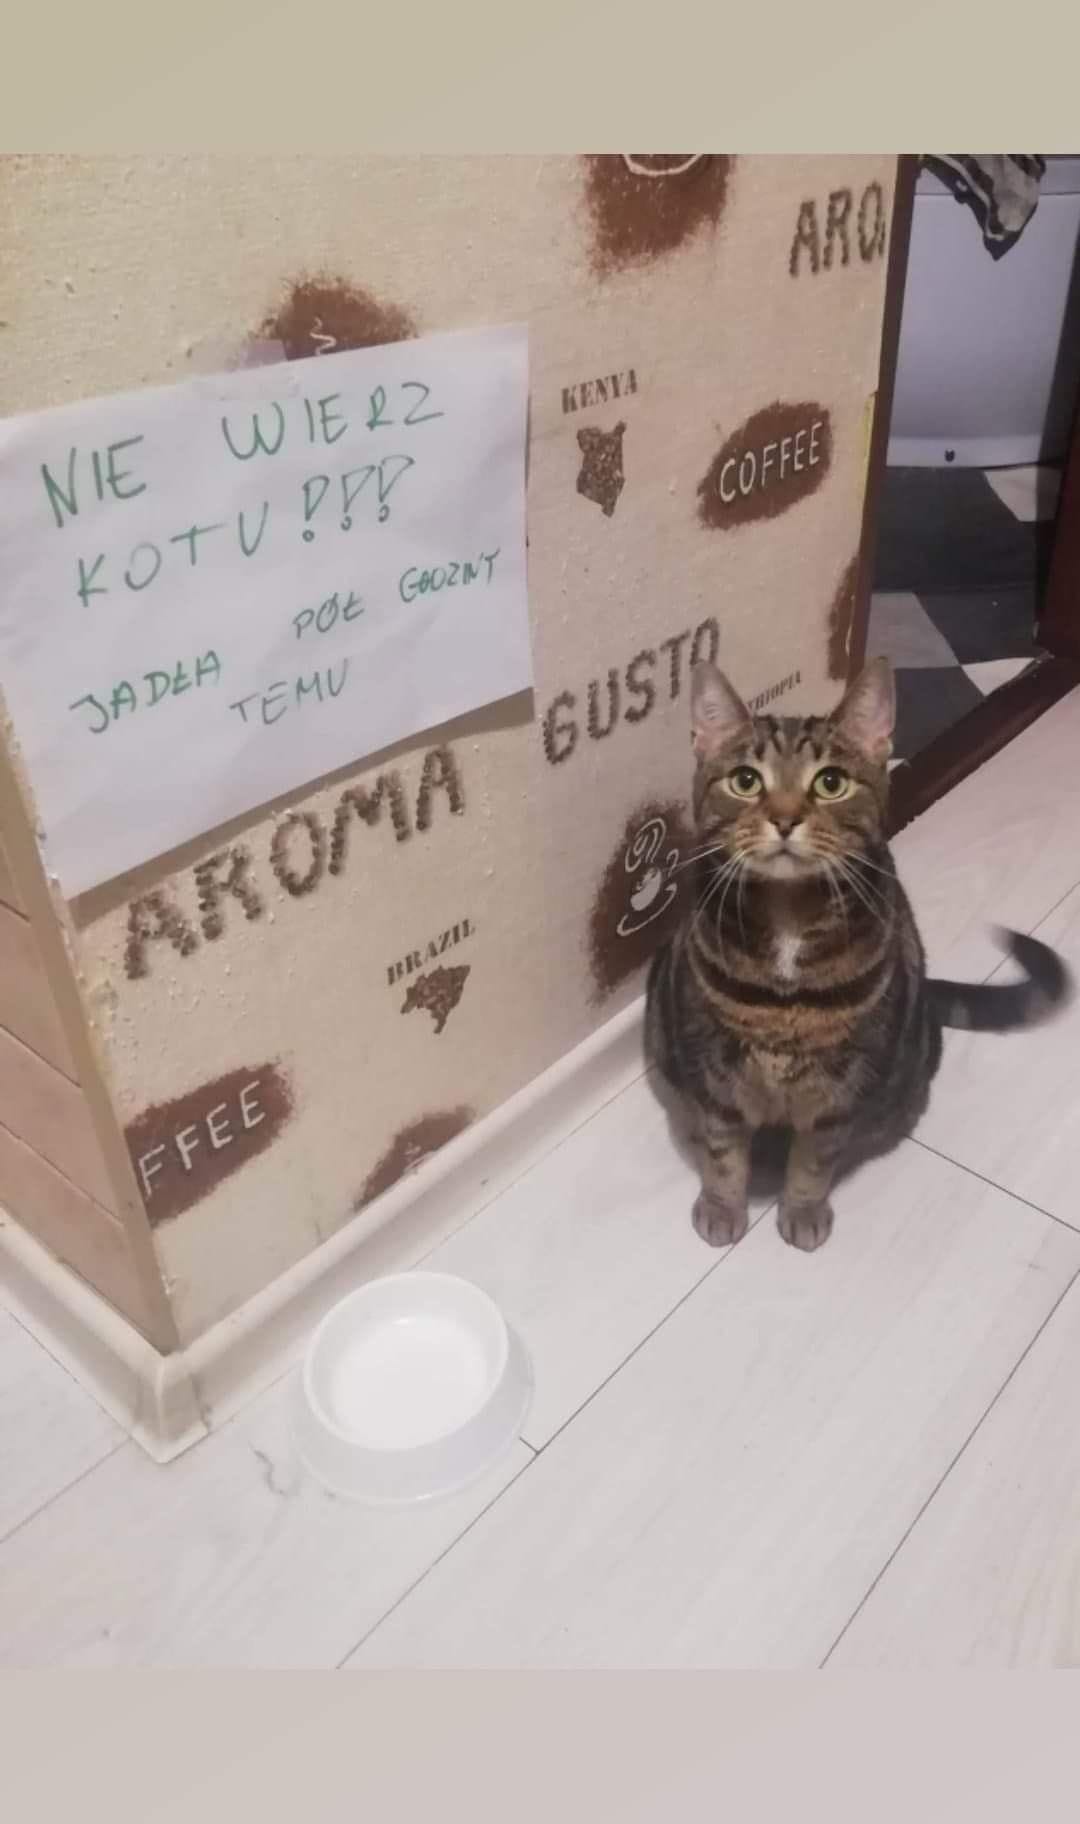 NIE WIERZ
KOTU!!!
JADŁA PÓŁ GODZINY
TEMU
ARO
KENYA
COFFEE
GUSTO
ETHIOPIA
AROMA
BRAZIL
FFEE